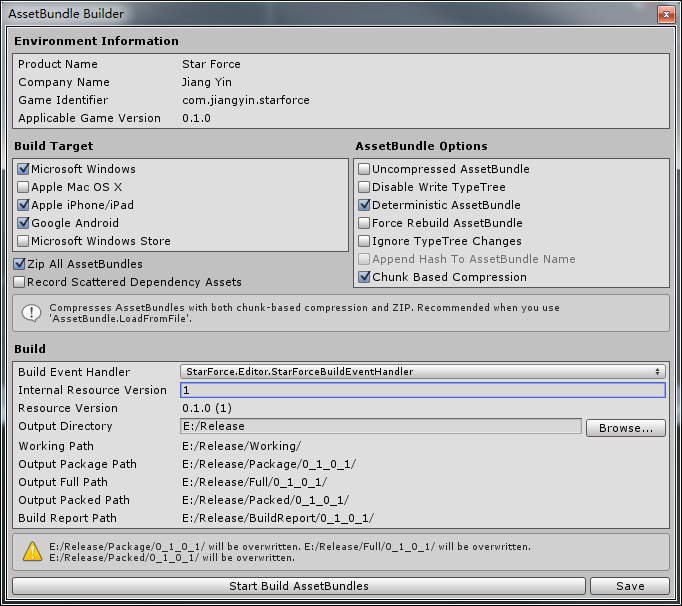 AssetBundle Builder
Environment Information
Product Name Star Force
Company Name Jiang Yin
Game Identifier com.jiangyin.starforce
Applicable Game Version 0.1.0
Build Target
Microsoft Windows
Apple Mac OS X
Apple iPhone/iPad
Google Android
Microsoft Windows Store
Zip All AssetBundles
Record Scattered Dependency Assets
AssetBundle Options
Uncompressed AssetBundle
Disable Write TypeTree
Deterministic AssetBundle
Force Rebuild AssetBundle
Ignore TypeTree Changes
Append Hash To AssetBundle Name
Chunk Based Compression
Compresses AssetBundles with both chunk-based compression and ZIP. Recommended when you use
'AssetBundle.LoadFromFile'.
Build
Build Event Handler StarForce.Editor.StarForceBuildEventHandler
Internal Resource Version 1
Resource Version 0.1.0 (1)
Output Directory E:/Release Browse...
Working Path E:/Release/Working/
Output Package Path E:/Release/Package/0_1_0_1/
Output Full Path E:/Release/Full/0_1_0_1/
Output Packed Path E:/Release/Packed/0_1_0_1/
Build Report Path E:/Release/BuildReport/0_1_0_1/
E:/Release/Package/0_1_0_1/ will be overwritten. E:/Release/Full/0_1_0_1/ will be overwritten.
E:/Release/Packed/0_1_0_1/ will be overwritten.
Start Build AssetBundles Save